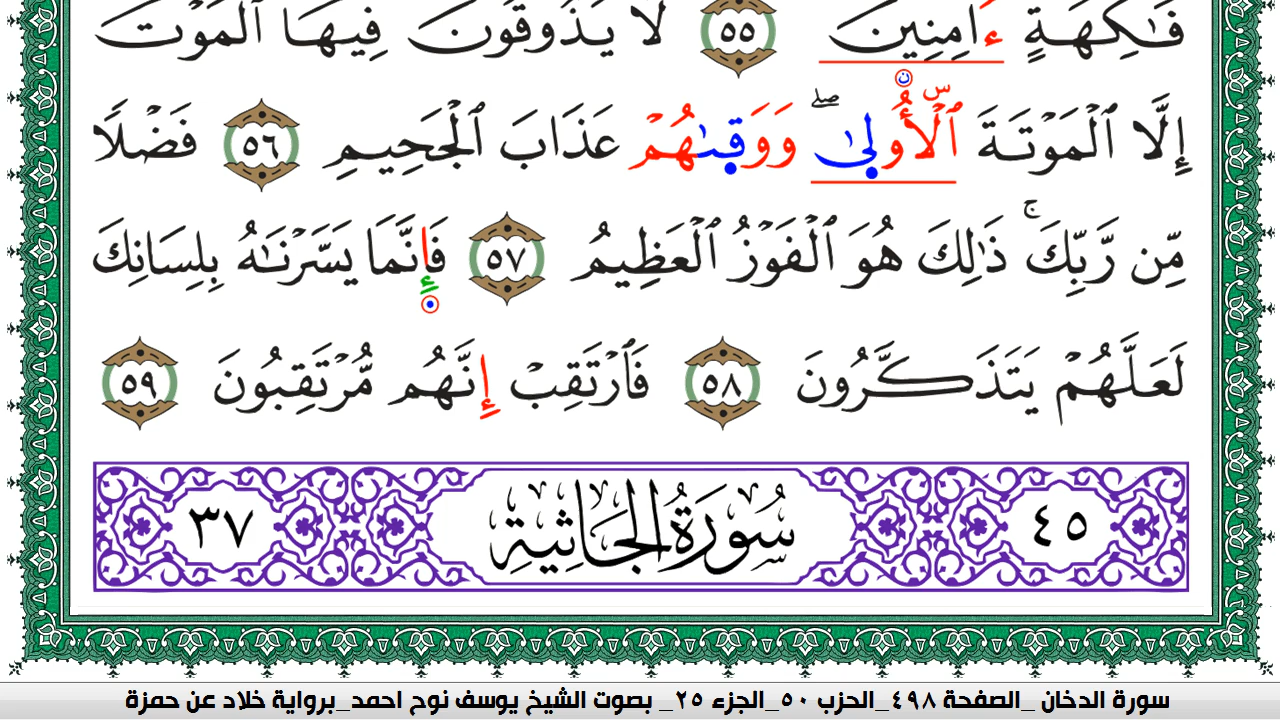 فَٰكِهَةٍ ءَامِنِينَ ٥٥ لَا يَذُوقُونَ فِيهَا ٱلْمَوْتَ
إِلَّا ٱلْمَوْتَةَ ٱلْأُولَىٰ ۖ وَوَقِىٰهُمْ عَذَابَ ٱلْجَحِيمِ ٥٦ فَضْلًا
مِّن رَّبِّكَ ۚ ذَٰلِكَ هُوَ ٱلْفَوْزُ ٱلْعَظِيمُ ٥٧ فَإِنَّمَا يَسَّرْنَٰهُ بِلِسَانِكَ
لَعَلَّهُمْ يَتَذَكَّرُونَ ٥٨ فَٱرْتَقِبْ إِنَّهُم مُّرْتَقِبُونَ ٥٩
٤٥ سُورَةُ الجَاثِيَةِ ٣٧
سورة الدخان _الصفحة ٤٩٨_الحزب ٥٠_الجزء ٢٥_ بصوت الشيخ يوسف نوح احمد_برواية خلاد عن حمزة